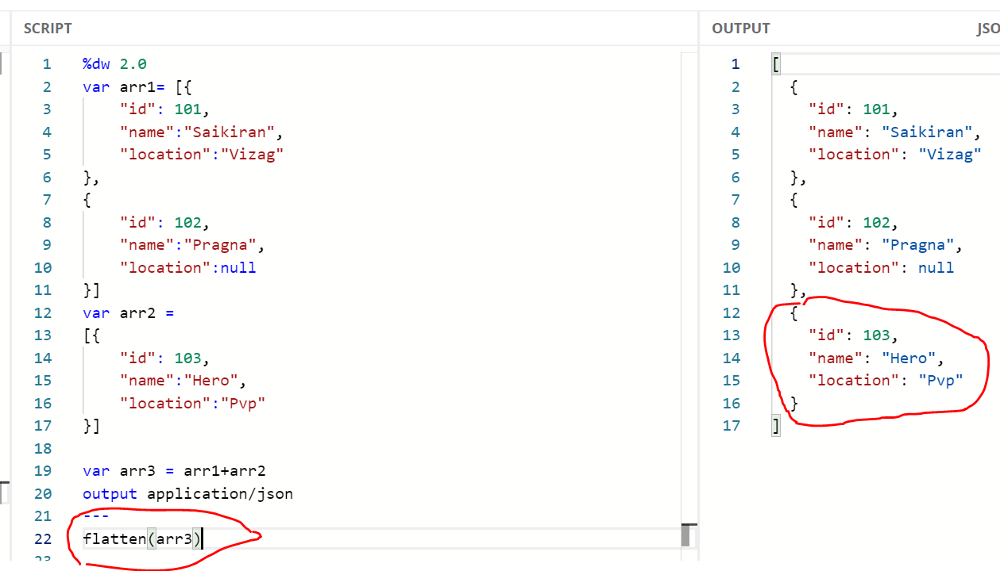 SCRIPT
1 %dw 2.0
2 var arr1= [{
3 "id": 101,
4 "name":"Saikiran",
5 "location":"Vizag"
6 },
7 {
8 "id": 102,
9 "name":"Pragna",
10 "location":null
11 }]
12 var arr2 =
13 [{
14 "id": 103,
15 "name":"Hero",
16 "location":"Pvp"
17 }]
18
19 var arr3 = arr1+arr2
20 output application/json
21 ---
22 flatten(arr3)
23
OUTPUT JSO
1 [
2 {
3 "id": 101,
4 "name": "Saikiran",
5 "location": "Vizag"
6 },
7 {
8 "id": 102,
9 "name": "Pragna",
10 "location": null
11 },
12 {
13 "id": 103,
14 "name": "Hero",
15 "location": "Pvp"
16 }
17 ]